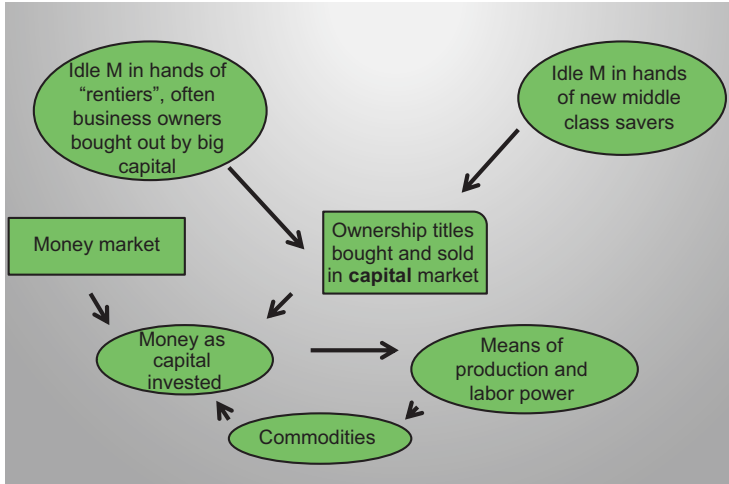 Idle M in hands of
“rentiers”, often
business owners
bought out by big
capital
Idle M in hands
of new middle
class savers
Money market
Ownership titles
bought and sold
in capital market
Money as
capital
invested
Means of
production and
labor power
Commodities